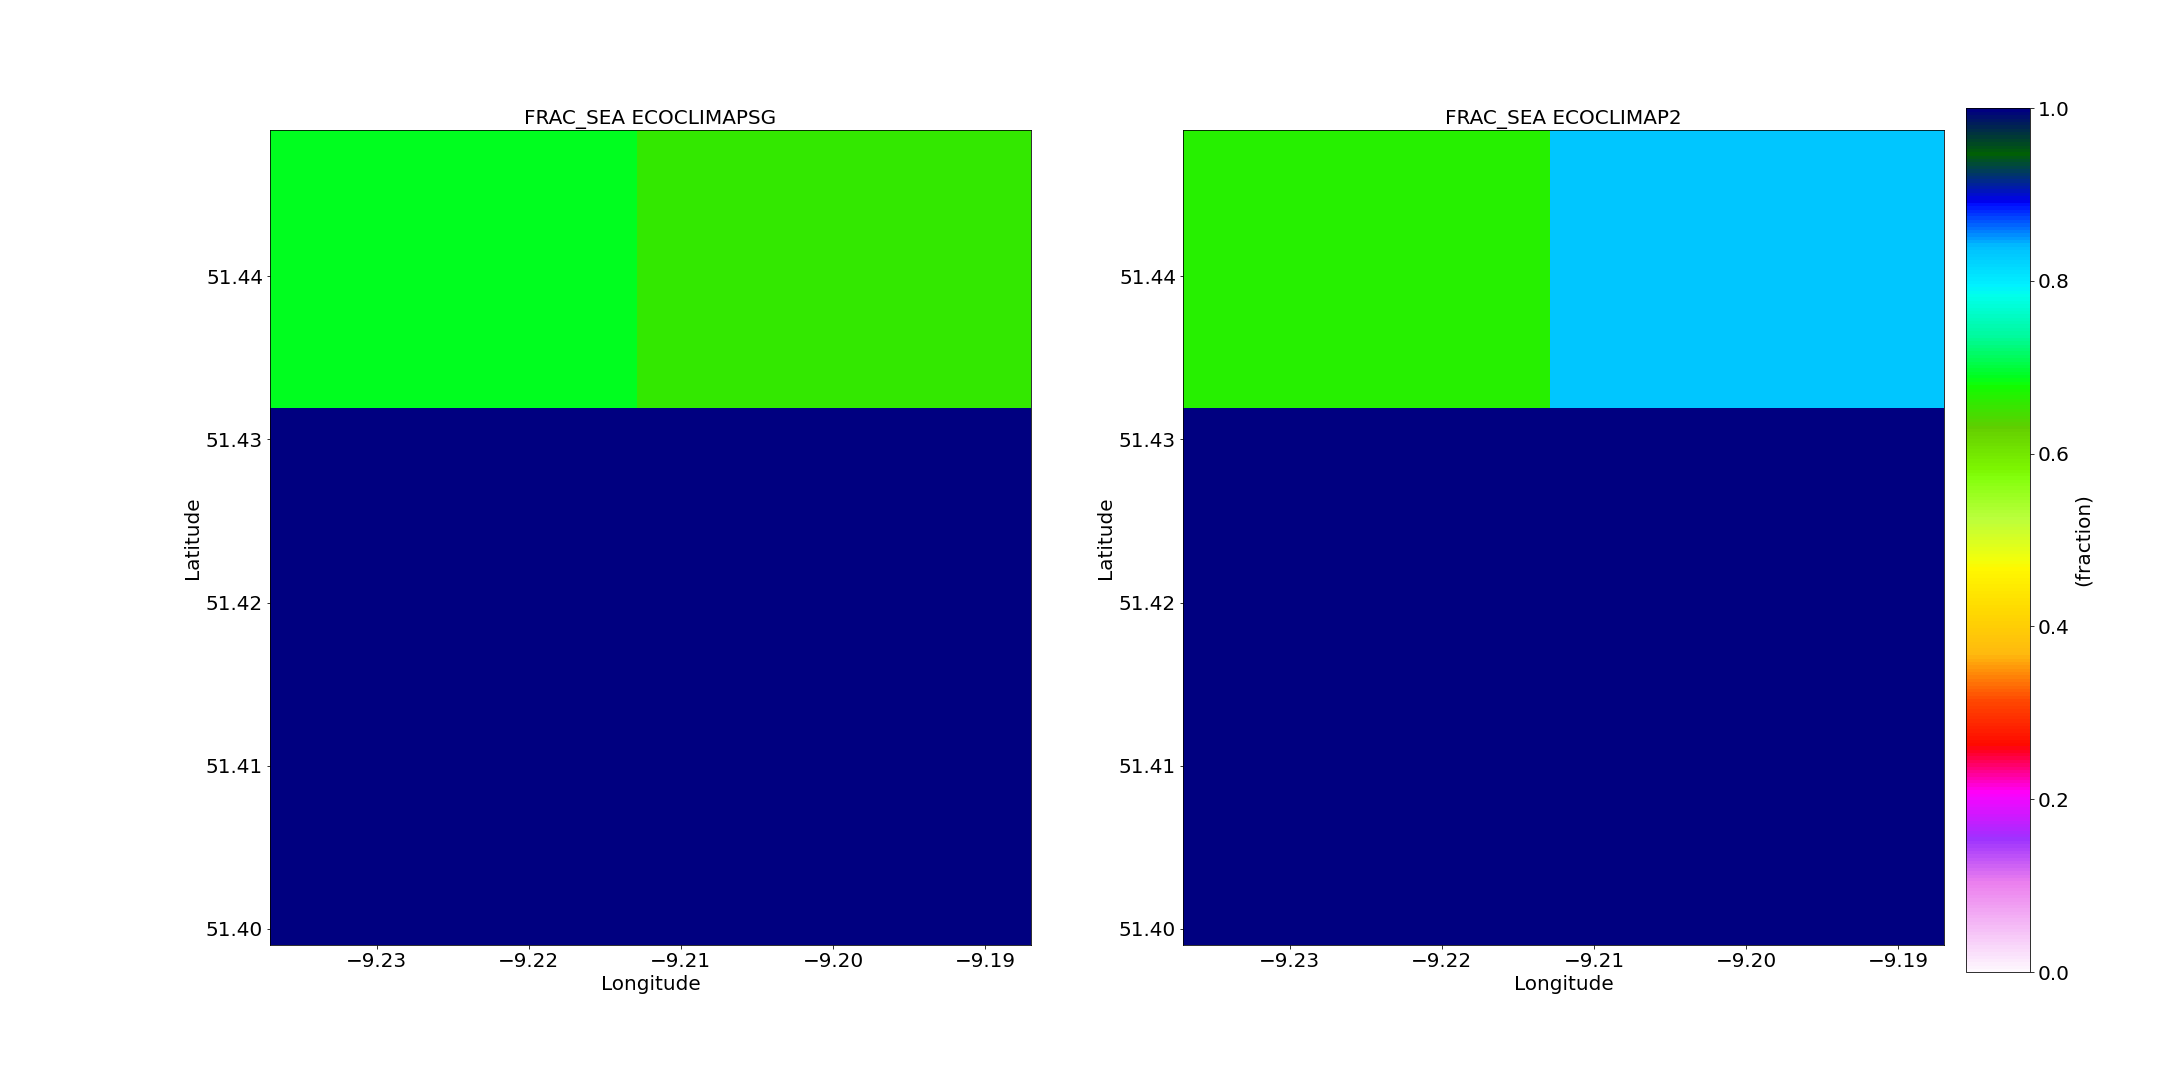 FRAC_SEA ECOCLIMAPSG
51.44
51.43
51.42
51.41
51.40
Latitude
−9.23 −9.22 −9.21 −9.20 −9.19
Longitude
FRAC_SEA ECOCLIMAP2
51.44
51.43
51.42
51.41
51.40
Latitude
−9.23 −9.22 −9.21 −9.20 −9.19
Longitude
1.0
0.8
0.6
0.4
0.2
0.0
(fraction)